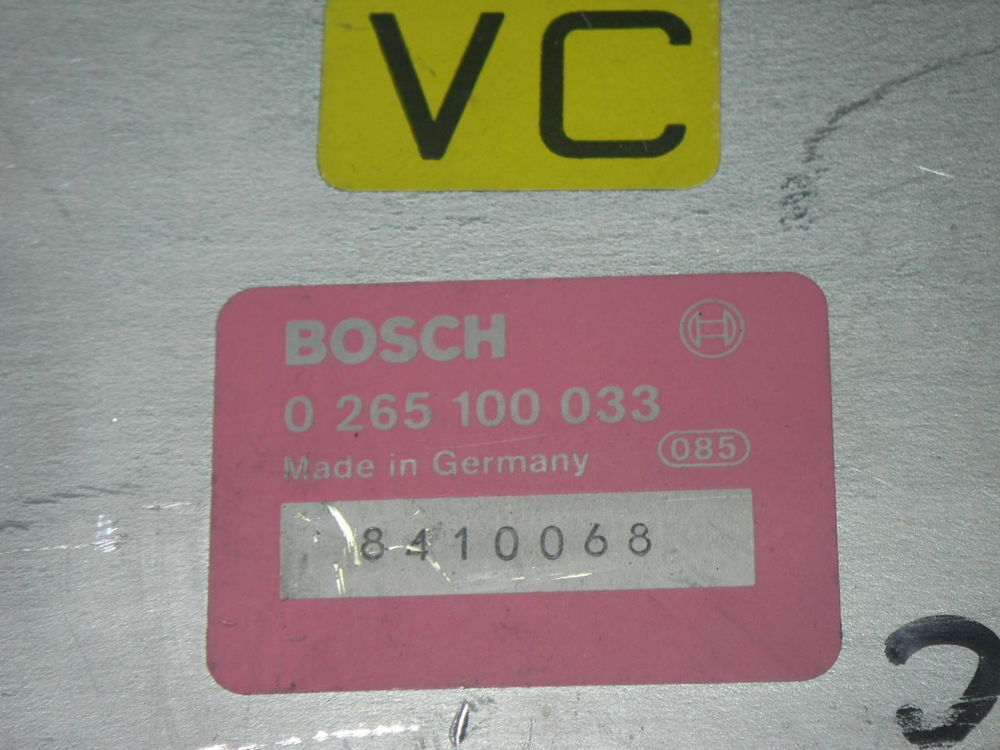 VC
BOSCH
0 265 100 033
Made in Germany 085
8410068